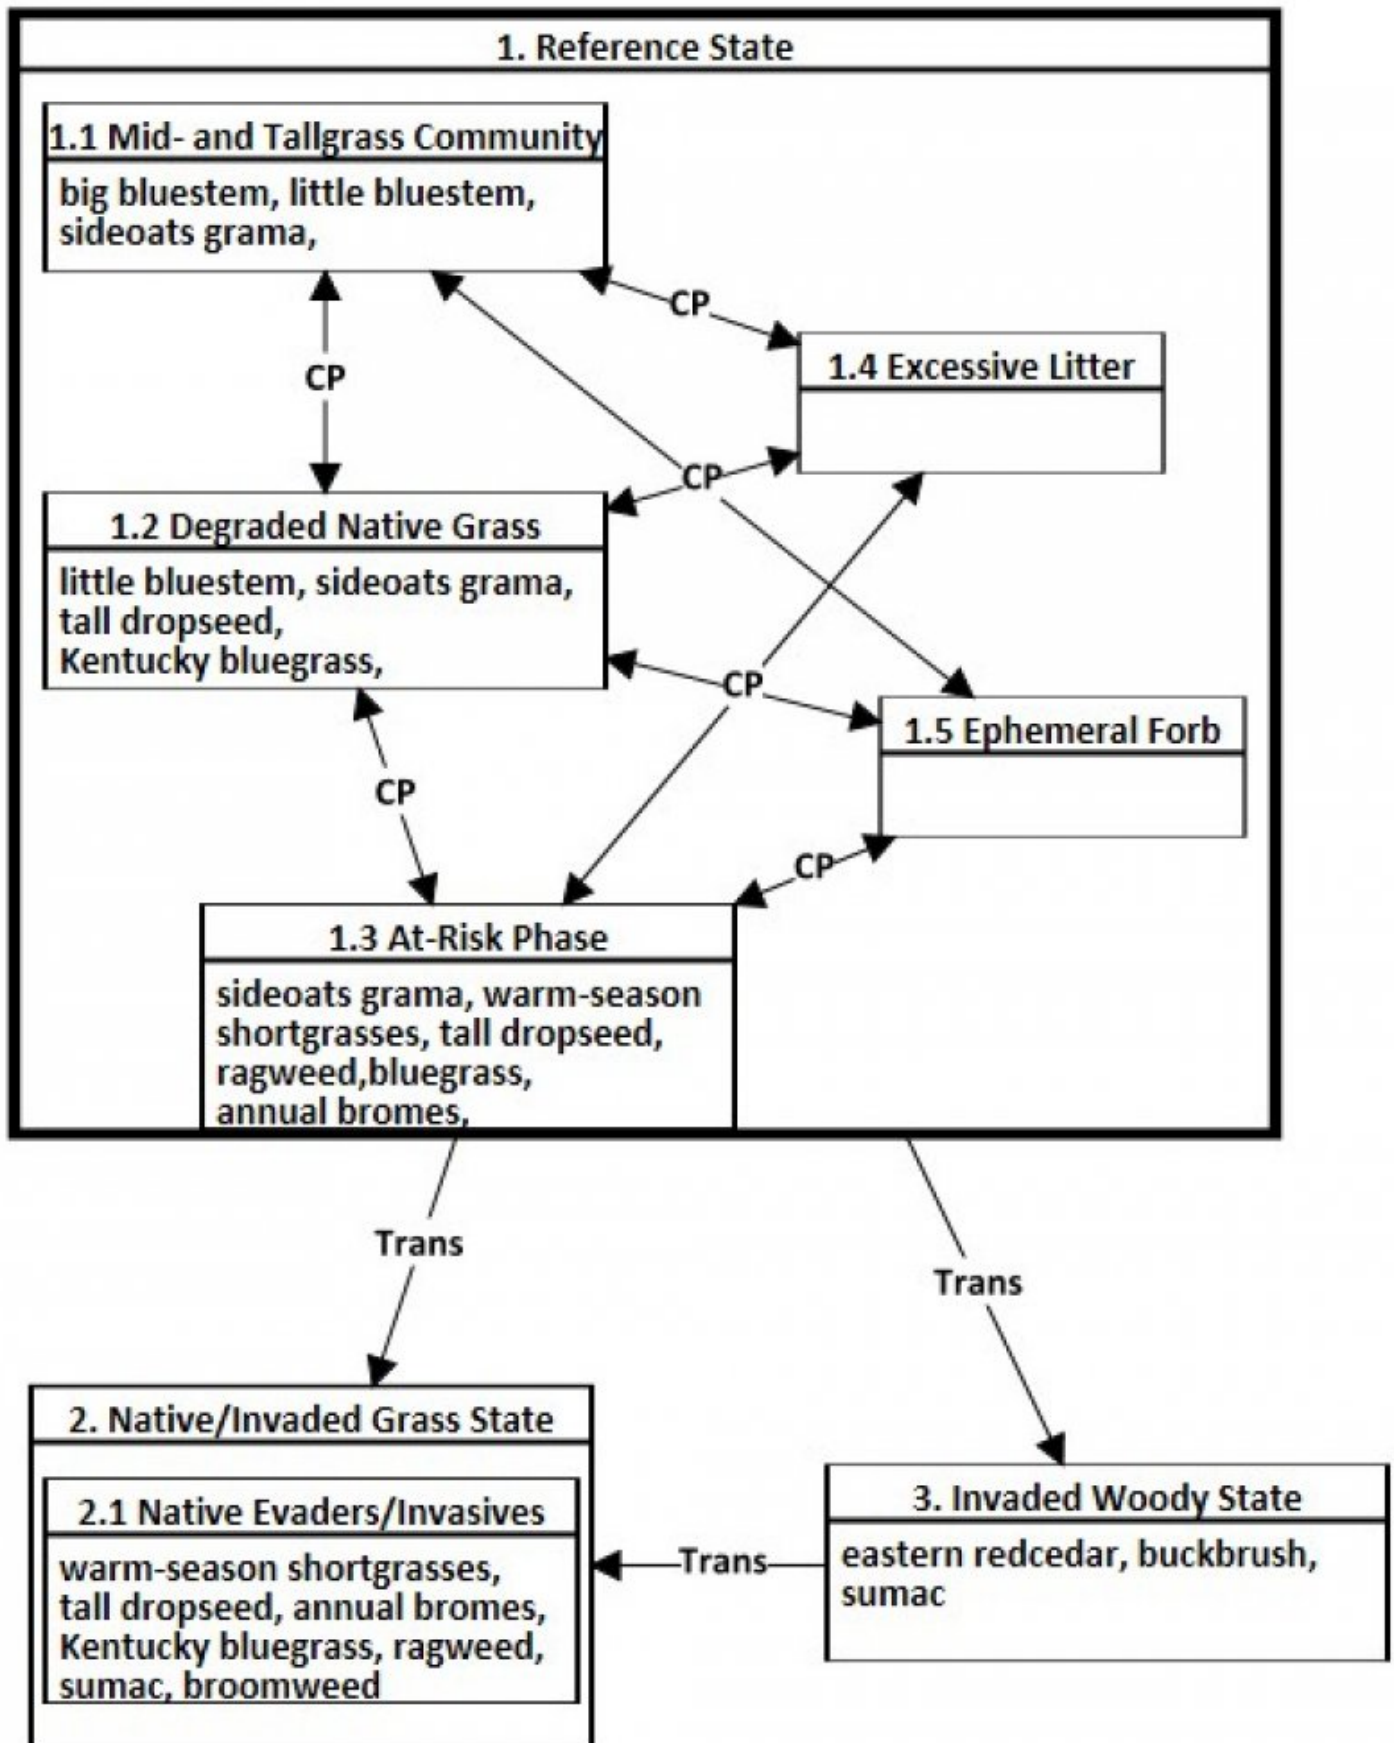 1. Reference State
1.1 Mid- and Tallgrass Community
big bluestem, little bluestem,
sideoats grama,
CP
CP
1.4 Excessive Litter
CP
1.2 Degraded Native Grass
little bluestem, sideoats grama,
tall dropseed,
Kentucky bluegrass,
CP
1.5 Ephemeral Forb
CP
CP
1.3 At-Risk Phase
sideoats grama, warm-season
shortgrasses, tall dropseed,
ragweed,bluegrass,
annual bromes,
Trans
Trans
2. Native/Invaded Grass State
2.1 Native Evaders/Invasives
warm-season shortgrasses,
tall dropseed, annual bromes,
Kentucky bluegrass, ragweed,
sumac, broomweed
Trans
3. Invaded Woody State
eastern redcedar, buckbrush,
sumac